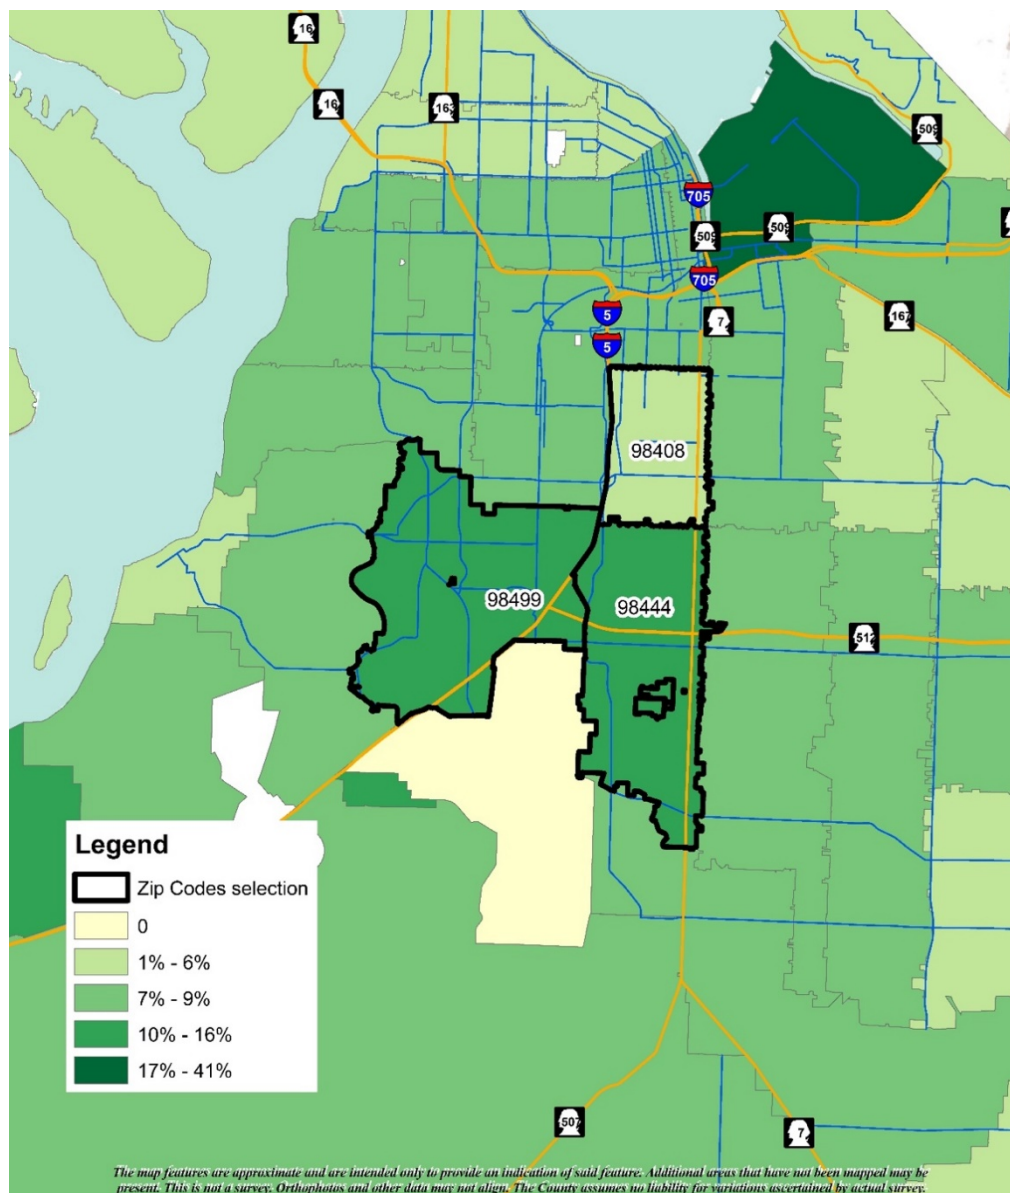 16
16
163
509
705
509
509
705
5
7
5
167
98408
98499
98444
512
Legend
Zip Codes selection
0
1% - 6%
7% - 9%
10% - 16%
17% - 41%
507
7
The map features are approximate and are intended only to provide an indication of said feature. Additional areas that have not been mapped may be
present. This is not a survey. Orthophotos and other data may not align. The County assumes no liability for variations ascertained by actual survey.